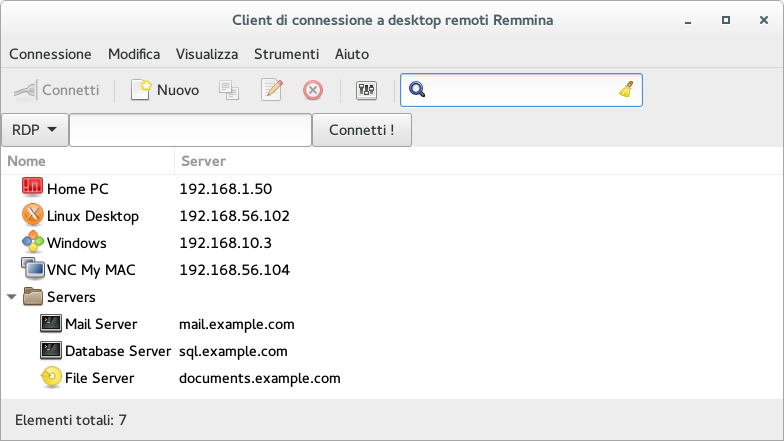 Client di connessione a desktop remoti Remmina
Connessione Modifica Visualizza Strumenti Aiuto
Connetti Nuovo
RDP Connetti !
Nome Server
Home PC 192.168.1.50
Linux Desktop 192.168.56.102
Windows 192.168.10.3
VNC My MAC 192.168.56.104
Servers
Mail Server mail.example.com
Database Server sql.example.com
File Server documents.example.com
Elementi totali: 7